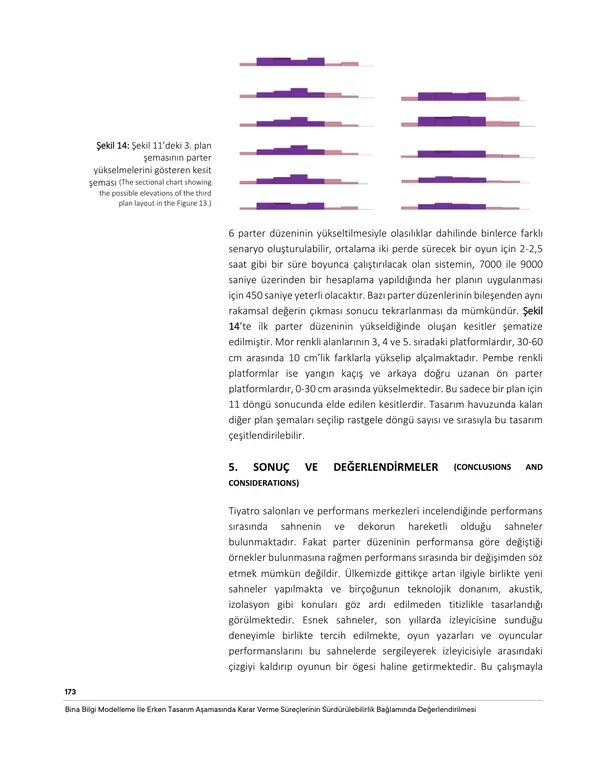 Şekil 14: Şekil 11’deki 3. plan
şemasının parter
yükselmelerini gösteren kesit
şeması (The sectional chart showing
the possible elevations of the third
plan layout in the Figure 13.)
6 parter düzeninin yükseltilmesiyle olasılıklar dahilinde binlerce farklı
senaryo oluşturulabilir, ortalama iki perde sürecek bir oyun için 2-2,5
saat gibi bir süre boyunca çalıştırılacak olan sistemin, 7000 ile 9000
saniye üzerinden bir hesaplama yapıldığında her planın uygulanması
için 450 saniye yeterli olacaktır. Bazı parter düzenlerinin bileşenden aynı
rakamsal değerin çıkması sonucu tekrarlanması da mümkündür. Şekil
14’te ilk parter düzeninin yükseldiğinde oluşan kesitler şematize
edilmiştir. Mor renkli alanlarının 3, 4 ve 5. sıradaki platformlardır, 30-60
cm arasında 10 cm’lik farklarla yükselip alçalmaktadır. Pembe renkli
platformlar ise yangın kaçış ve arkaya doğru uzanan ön parter
platformlardır, 0-30 cm arasında yükselmektedir. Bu sadece bir plan için
11 döngü sonucunda elde edilen kesitlerdir. Tasarım havuzunda kalan
diğer plan şemaları seçilip rastgele döngü sayısı ve sırasıyla bu tasarım
çeşitlendirilebilir.
5. SONUÇ VE DEĞERLENDİRMELER (CONCLUSIONS AND
CONSIDERATIONS)
Tiyatro salonları ve performans merkezleri incelendiğinde performans
sırasında sahnenin ve dekorun hareketli olduğu sahneler
bulunmaktadır. Fakat parter düzeninin performansa göre değiştiği
örnekler bulunmasına rağmen performans sırasında bir değişimden söz
etmek mümkün değildir. Ülkemizde gittikçe artan ilgiyle birlikte yeni
sahneler yapılmakta ve birçoğunun teknolojik donanım, akustik,
izolasyon gibi konuları göz ardı edilmeden titizlikle tasarlandığı
görülmektedir. Esnek sahneler, son yıllarda izleyicisine sunduğu
deneyimle birlikte tercih edilmekte, oyun yazarları ve oyuncular
performanslarını bu sahnelerde sergileyerek izleyicisiyle arasındaki
çizgiyi kaldırıp oyunun bir ögesi haline getirmektedir. Bu çalışmayla
173
Bina Bilgi Modelleme İle Erken Tasarım Aşamasında Karar Verme Süreçlerinin Sürdürülebilirlik Bağlamında Değerlendirilmesi